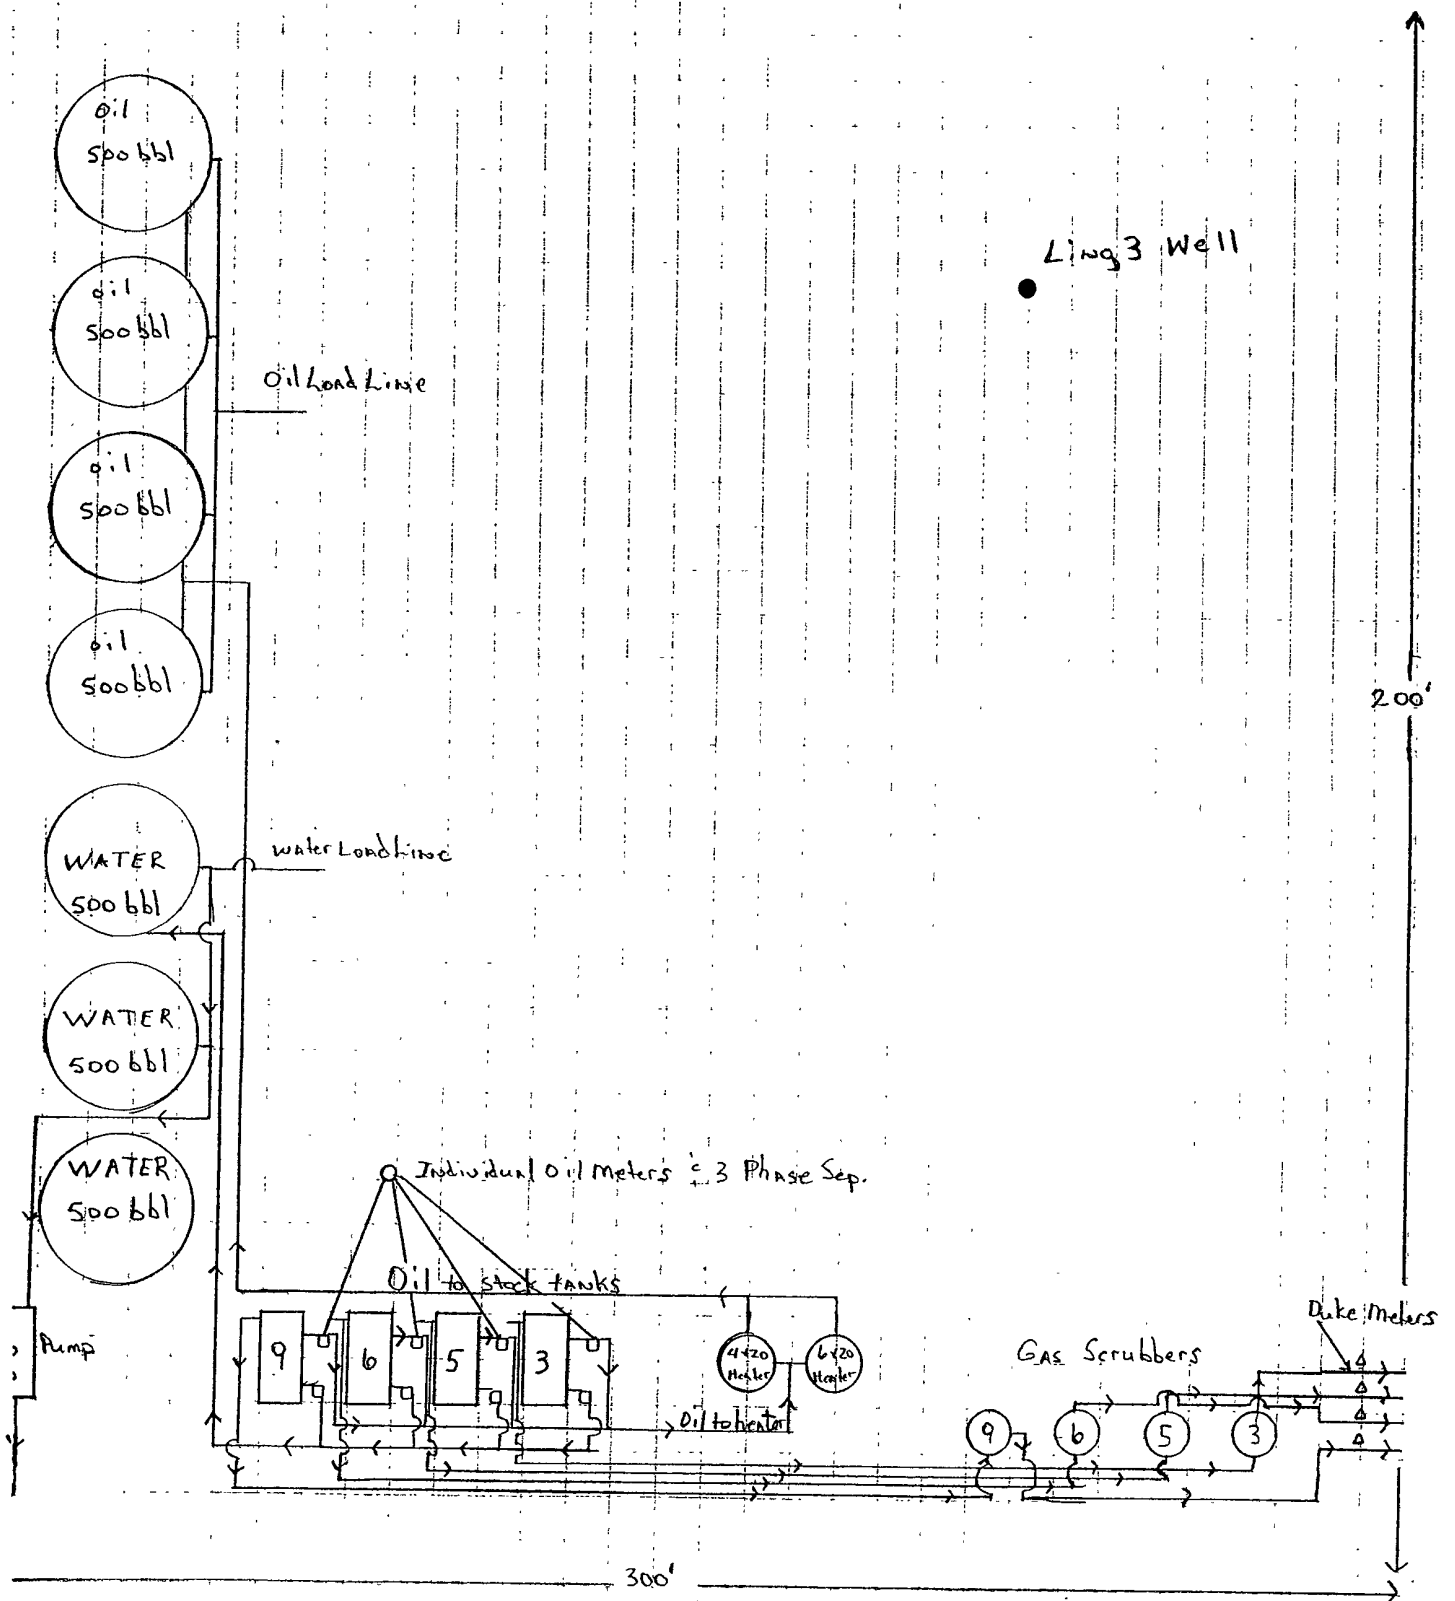 oil
500 bbl
Ling 3 Well
oil
500 bbl
Oil Load Line
oil
500 bbl
oil
500 bbl
200'
WATER
500 bbl
water Load Line
WATER
500 bbl
WATER
500 bbl
Individual Oil Meters
3 Phase Sep.
Oil to stock tanks
Pump
9
6
5
3
4x20
Heater
6x20
Heater
Oil to heater
Gas Scrubbers
Duke Meters
9
6
5
3
300'